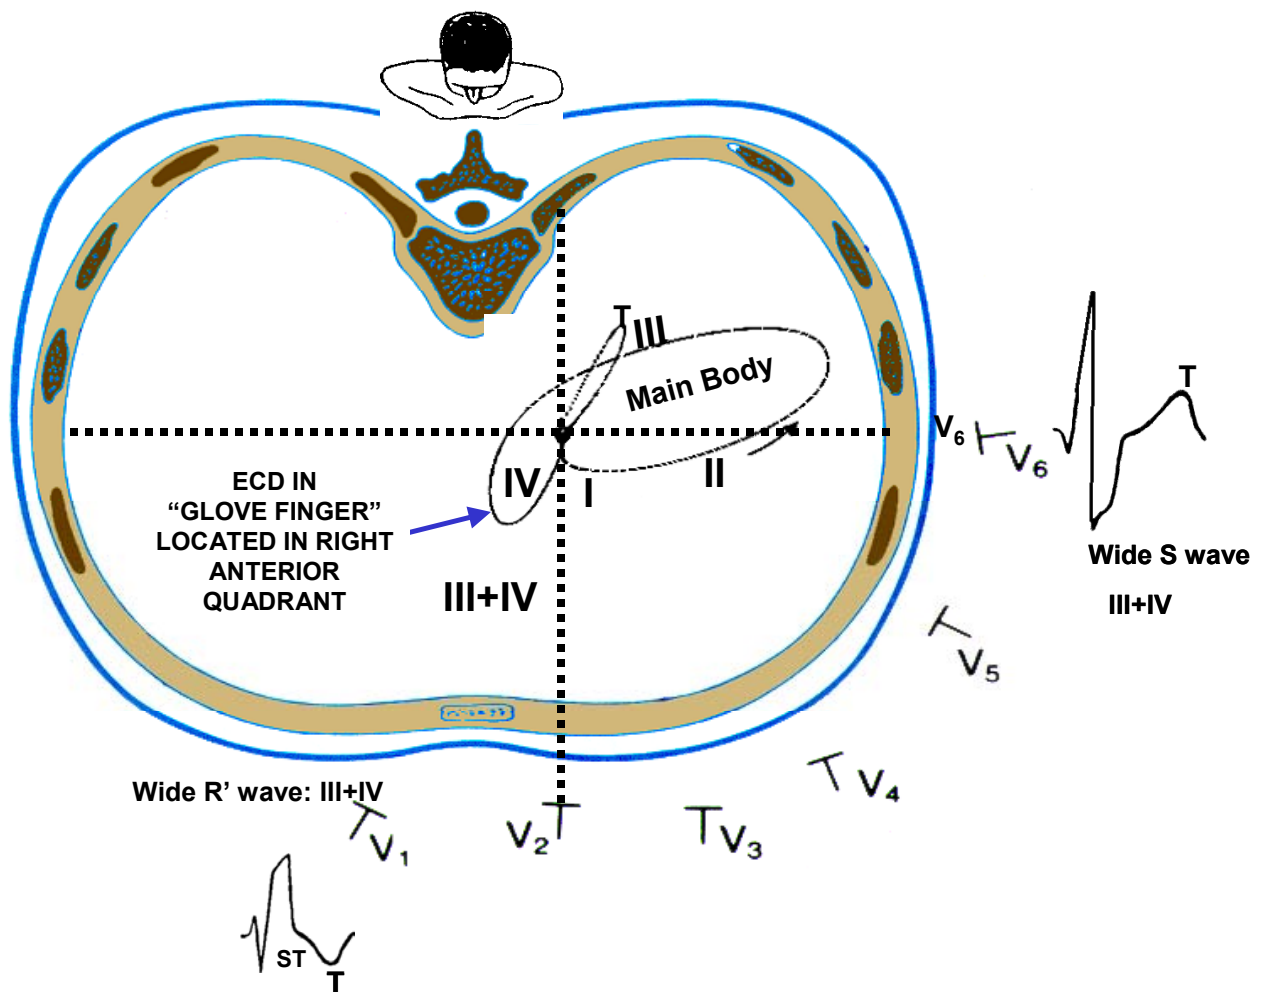 T
III
Main Body
V₆
V₆
T
ECD IN
“GLOVE FINGER”
LOCATED IN RIGHT
ANTERIOR
QUADRANT
IV
I
II
III+IV
Wide S wave
III+IV
V₅
V₄
Wide R’ wave: III+IV
V₁
V₂
V₃
ST
T